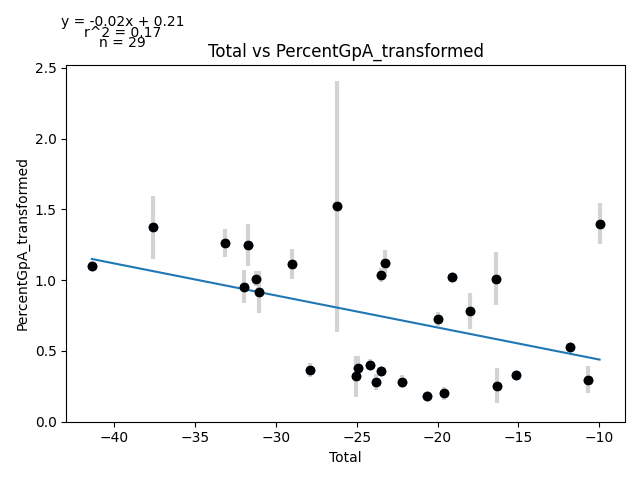 y = -0.02x + 0.21
r^2 = 0.17
n = 29
Total vs PercentGpA_transformed
2.5
2.0
1.5
1.0
0.5
0.0
PercentGpA_transformed
−40
−35
−30
−25
−20
−15
−10
Total